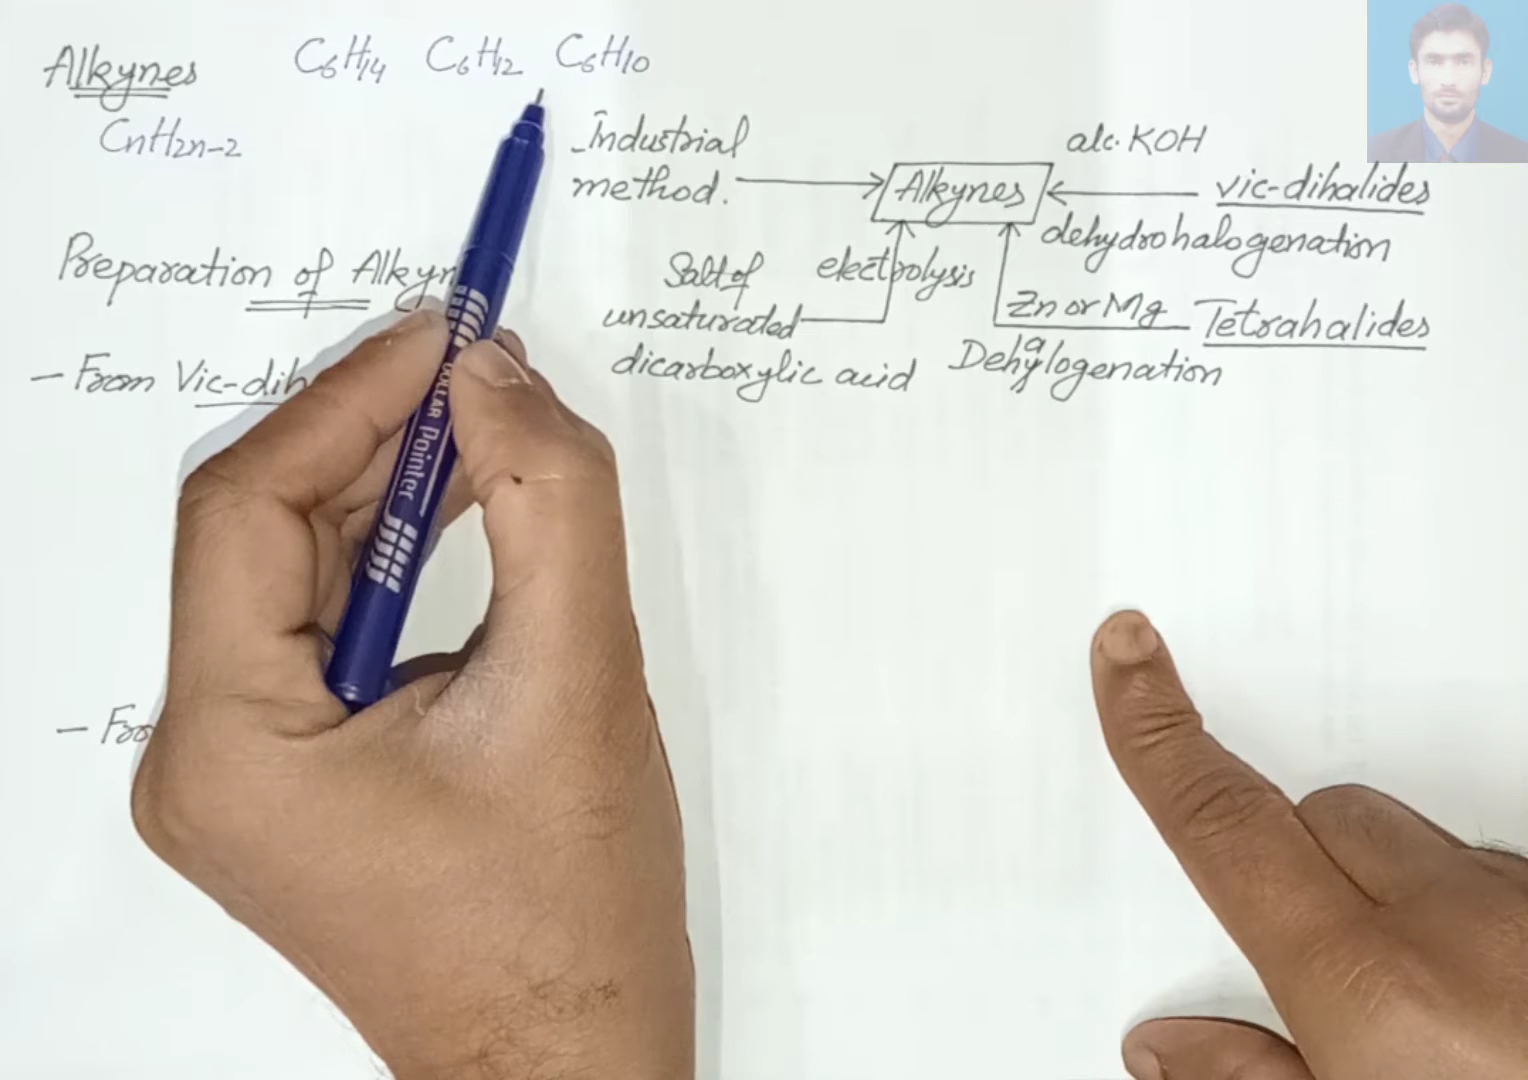 Alkynes
C6H14 C6H12 C6H10
CnH2n-2
Industrial
method.
Alkynes
alc. KOH
vic-dihalides
dehydrohalogenation
Preparation of Alkyn
Salt of
unsaturated
dicarboxylic acid
electrolysis
Zn or Mg
Tetrahalides
Dehalogenation
- From Vic-dih
- Fro
DOLLAR Pointer